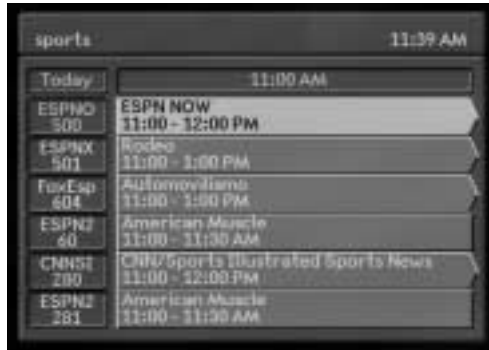 sports 11:39 AM
Today 11:00 AM
ESPNO 500
ESPN NOW
11:00 - 12:00 PM
ESPNX 501
Rodeo
11:00 - 1:00 PM
FoxEsp 604
Automovilismo
11:00 - 1:00 PM
ESPN2 60
American Muscle
11:00 - 11:30 AM
CNNSI 280
CNN/Sports Illustrated Sports News
11:00 - 12:00 PM
ESPN2 281
American Muscle
11:00 - 11:30 AM